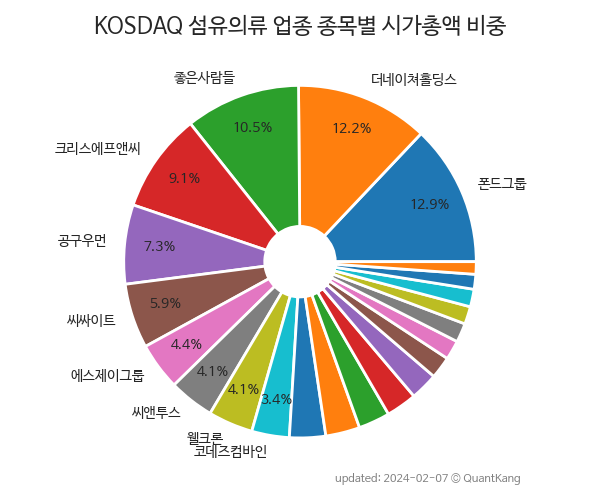 KOSDAQ 섬유의류 업종 종목별 시가총액 비중
좋은사람들
더네이쳐홀딩스
10.5%
12.2%
크리스에프앤씨
9.1%
폰드그룹
12.9%
공구우먼
7.3%
씨싸이트
5.9%
에스제이그룹
4.4%
4.1%
4.1%
3.4%
씨앤투스
웰크론
코데즈컴바인
updated: 2024-02-07 © QuantKang